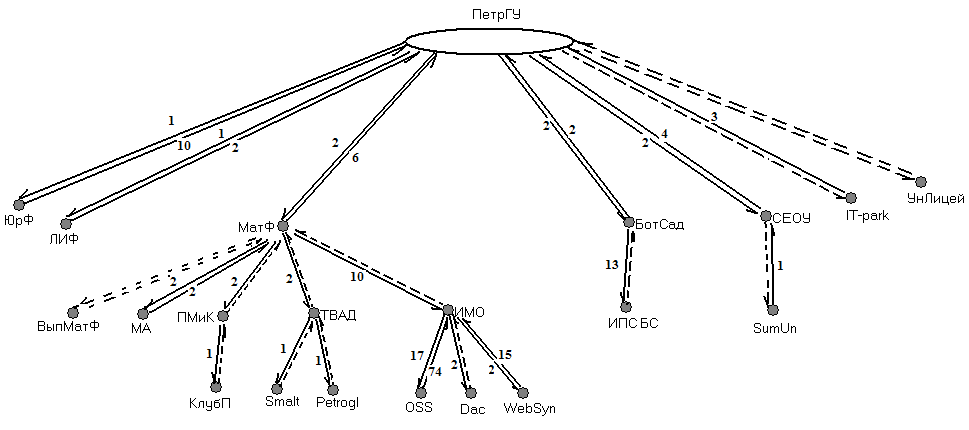 ПетрГУ
1
10
1
2
2
6
2
2
4
2
3
ЮрФ
ЛИФ
МатФ
БотСад
СЕОУ
IT-park
УнЛицей
2
2
2
2
10
13
1
ВыпМатФ
МА
ПМиК
ТВАД
ИМО
ИПС БС
SumUn
1
1
1
17
74
2
15
2
КлубП
Smalt
Petrogl
OSS
Dac
WebSyn